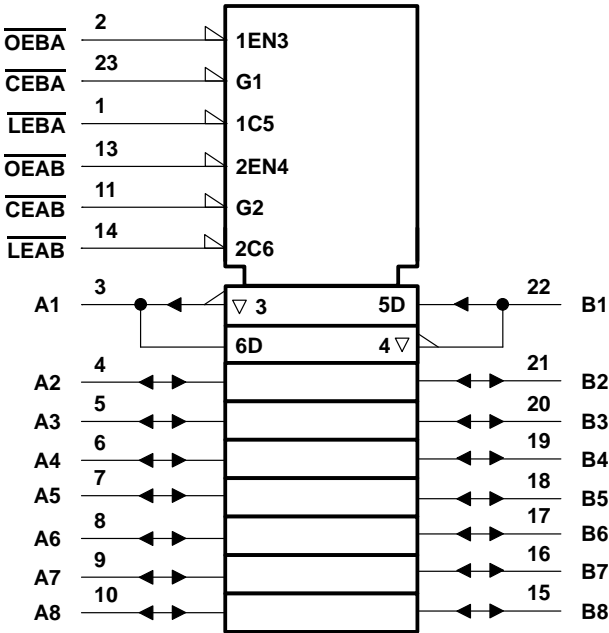 OEBA 2 1EN3
CEBA 23 G1
LEBA 1 1C5
OEAB 13 2EN4
CEAB 11 G2
LEAB 14 2C6
A1 3 ▽ 3 5D 22 B1
6D 4 ▽
A2 4 21 B2
A3 5 20 B3
A4 6 19 B4
A5 7 18 B5
A6 8 17 B6
A7 9 16 B7
A8 10 15 B8